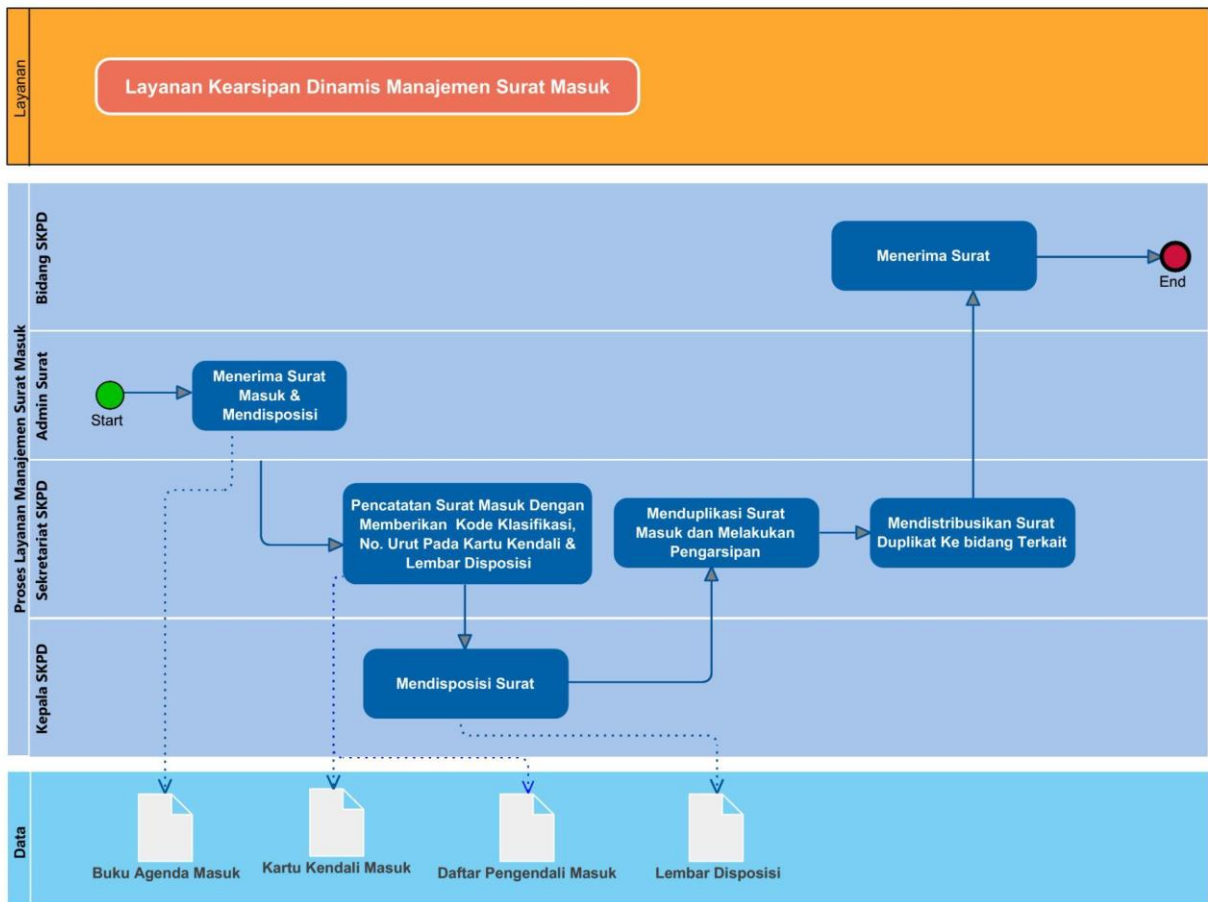 Layanan
Layanan Kearsipan Dinamis Manajemen Surat Masuk
Proses Layanan Manajemen Surat Masuk
Bidang SKPD
Menerima Surat
End
Admin Surat
Start
Menerima Surat
Masuk &
Mendisposisi
Sekretariat SKPD
Pencatatan Surat Masuk Dengan
Memberikan Kode Klasifikasi,
No. Urut Pada Kartu Kendali &
Lembar Disposisi
Menduplikasi Surat
Masuk dan Melakukan
Pengarsipan
Mendistribusikan Surat
Duplikat Ke bidang Terkait
Kepala SKPD
Mendisposisi Surat
Data
Buku Agenda Masuk
Kartu Kendali Masuk
Daftar Pengendali Masuk
Lembar Disposisi